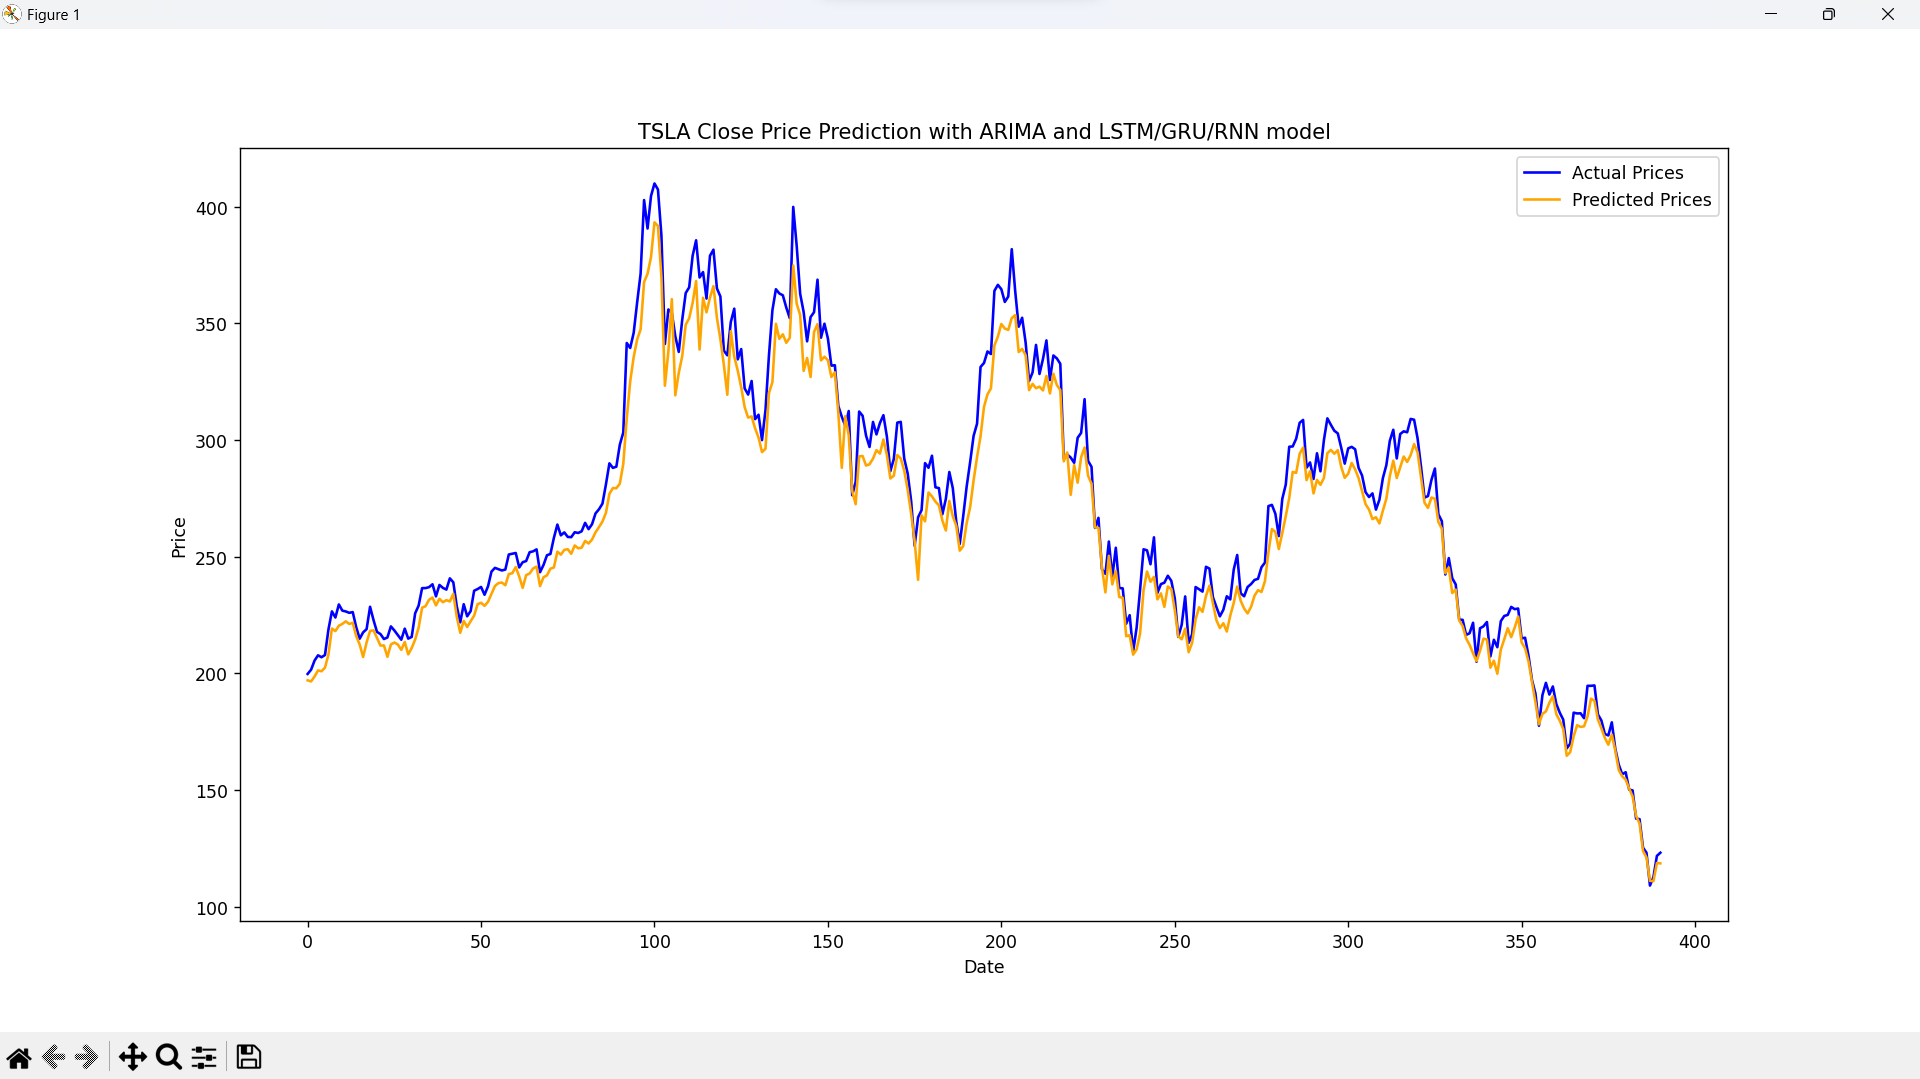 Figure 1
TSLA Close Price Prediction with ARIMA and LSTM/GRU/RNN model
Actual Prices
Predicted Prices
400
350
300
250
200
150
100
Price
0 50 100 150 200 250 300 350 400
Date